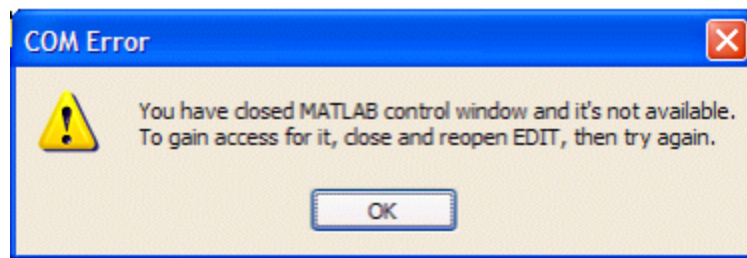 COM Error
You have closed MATLAB control window and it's not available.
To gain access for it, close and reopen EDIT, then try again.
OK